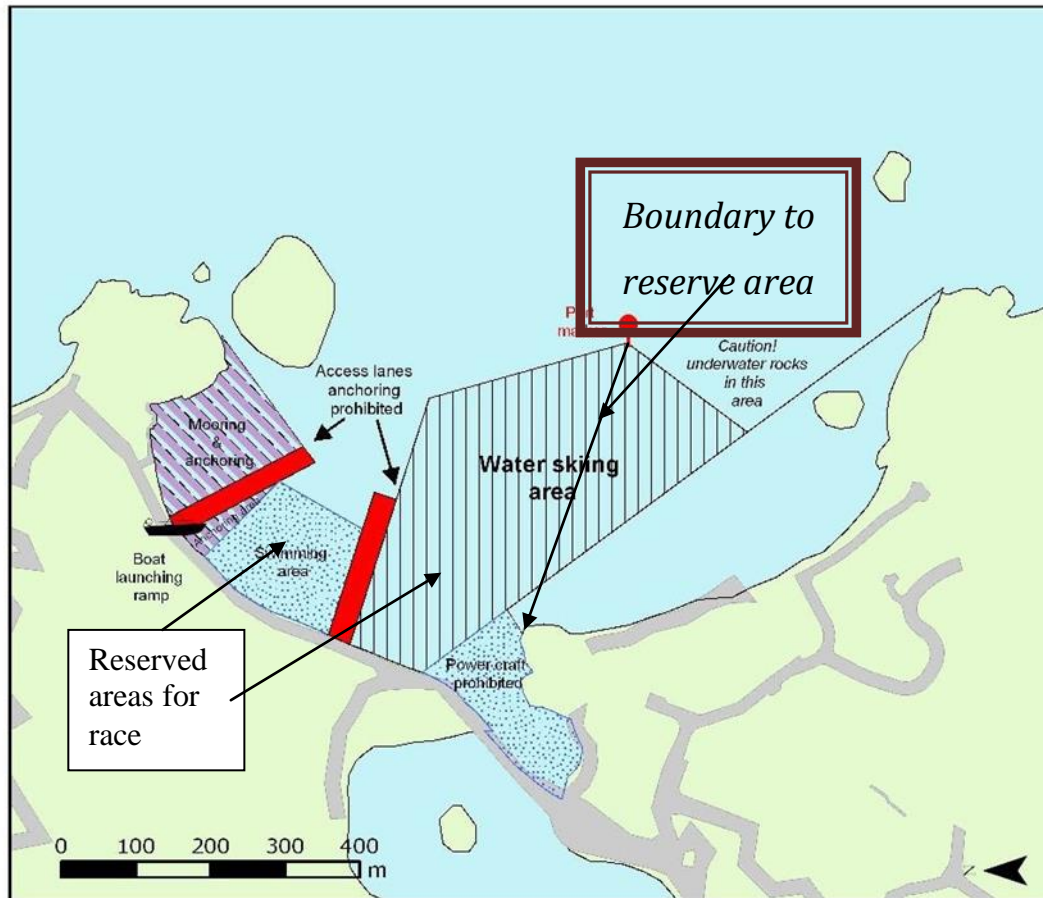 Boundary to
reserve area
Caution!
underwater rocks
in this
area
Access lanes
anchoring
prohibited
Mooring
&
anchoring
Water skiing
area
Swimming
area
Boat
launching
ramp
Reserved
areas for
race
Power craft
prohibited
0 100 200 300 400
m